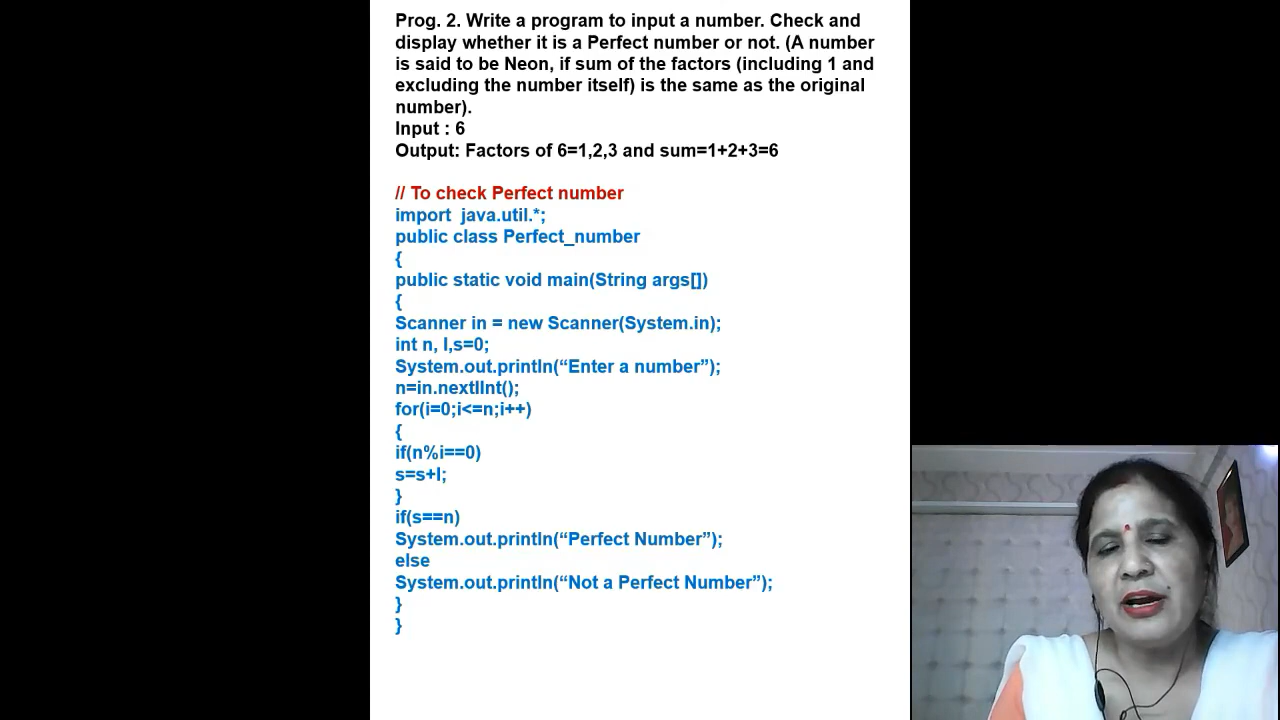 Prog. 2. Write a program to input a number. Check and
display whether it is a Perfect number or not. (A number
is said to be Neon, if sum of the factors (including 1 and
excluding the number itself) is the same as the original
number).
Input : 6
Output: Factors of 6=1,2,3 and sum=1+2+3=6
// To check Perfect number
import  java.util.*;
public class Perfect_number
{
public static void main(String args[])
{
Scanner in = new Scanner(System.in);
int n, I,s=0;
System.out.println(“Enter a number”);
n=in.nextIInt();
for(i=0;i<=n;i++)
{
if(n%i==0)
s=s+I;
}
if(s==n)
System.out.println(“Perfect Number”);
else
System.out.println(“Not a Perfect Number”);
}
}